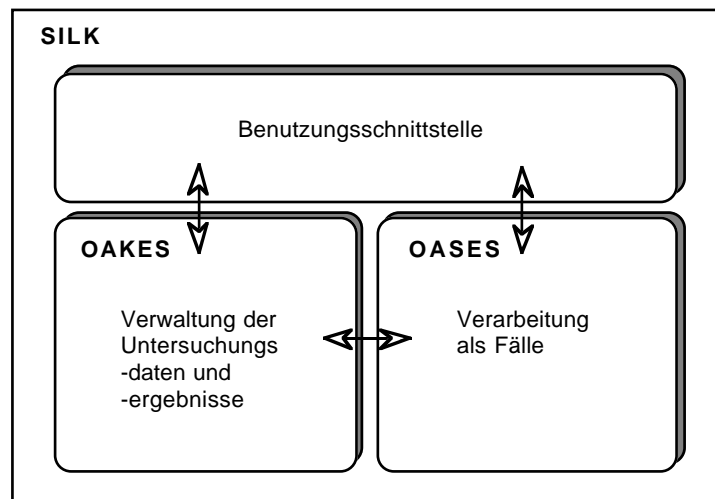 SILK
Benutzungsschnittstelle
OAKES
Verwaltung der
Untersuchungs
-daten und
-ergebnisse
OASES
Verarbeitung
als Fälle